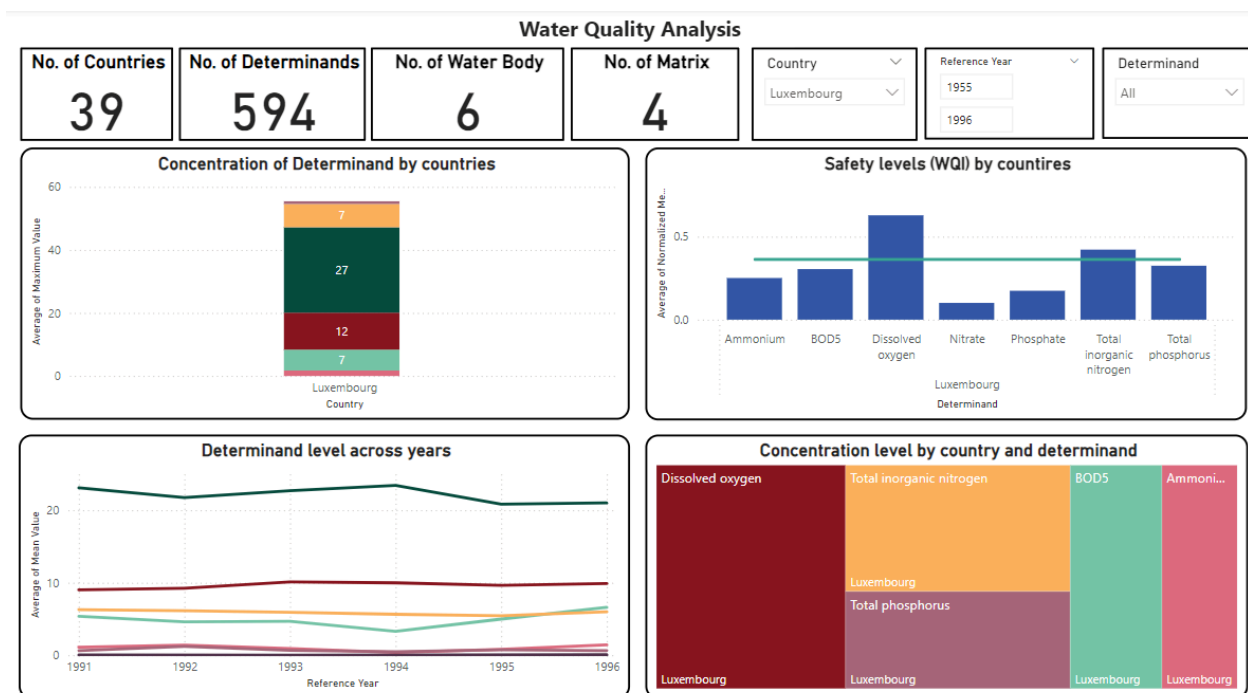 Water Quality Analysis
No. of Countries
39
No. of Determinands
594
No. of Water Body
6
No. of Matrix
4
Country
Luxembourg
Reference Year
1955
1996
Determinand
All
Concentration of Determinand by countries
Average of Maximum Value
60
40
20
0
7
27
12
7
Luxembourg
Country
Safety levels (WQI) by countires
Average of Normalized Me...
0.5
0.0
Ammonium
BOD5
Dissolved
oxygen
Nitrate
Phosphate
Total
inorganic
nitrogen
Total
phosphorus
Luxembourg
Determinand
Determinand level across years
Average of Mean Value
20
10
0
1991
1992
1993
1994
1995
1996
Reference Year
Concentration level by country and determinand
Dissolved oxygen
Luxembourg
Total inorganic nitrogen
Luxembourg
Total phosphorus
Luxembourg
BOD5
Luxembourg
Ammoni...
Luxembourg